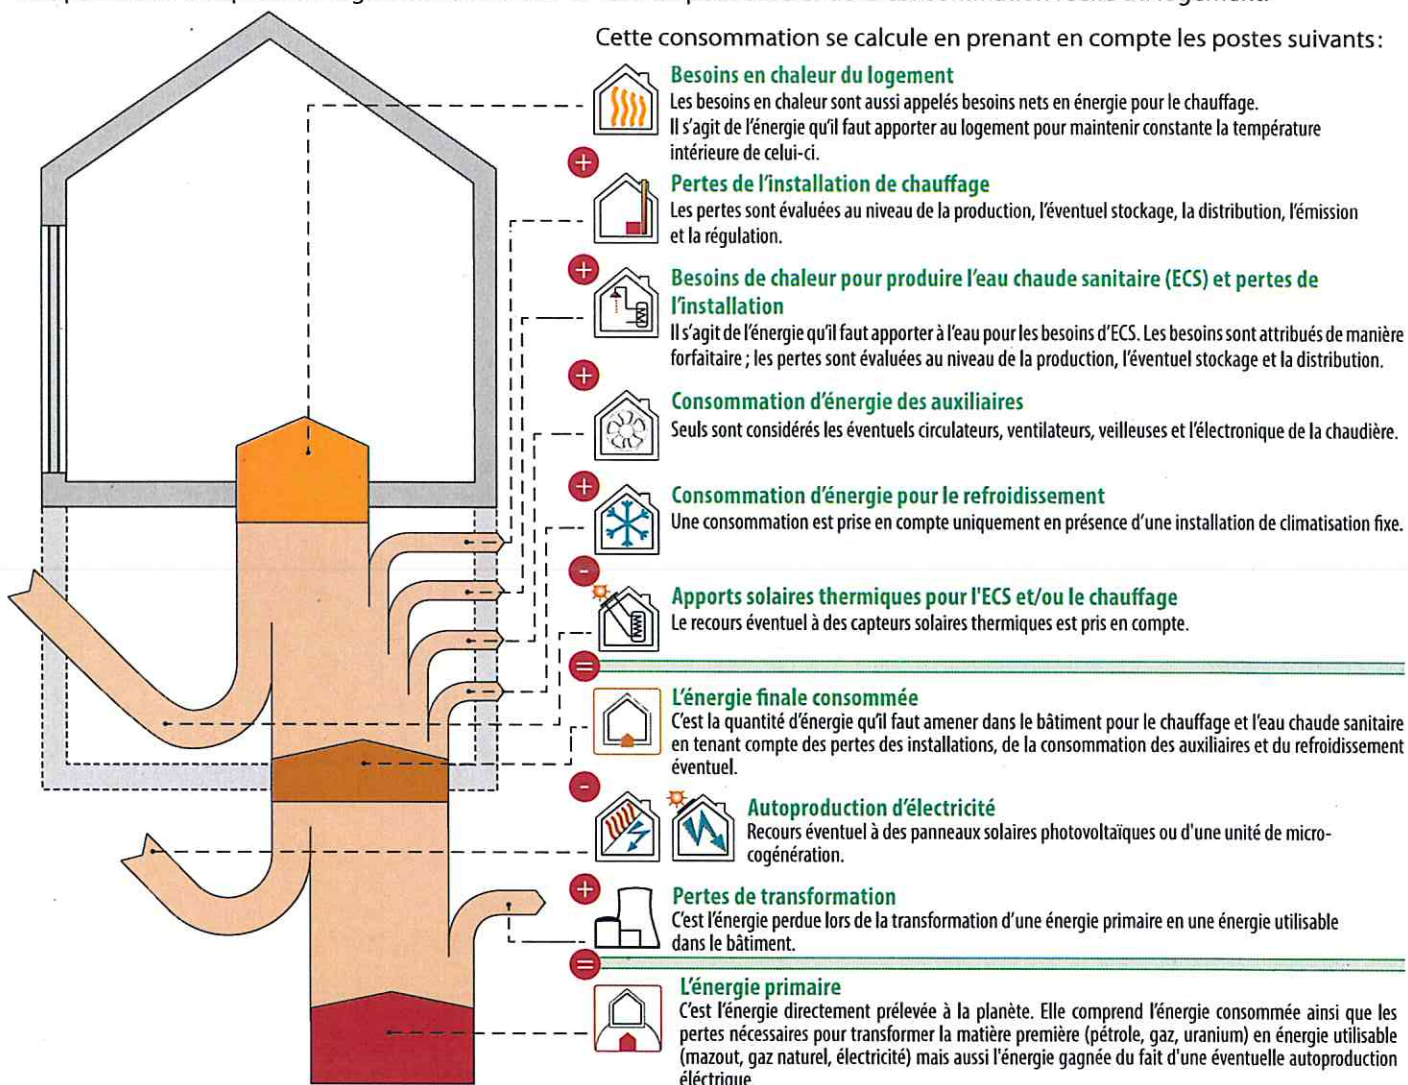 Cette consommation se calcule en prenant en compte les postes suivants :
Besoins en chaleur du logement
Les besoins en chaleur sont aussi appelés besoins nets en énergie pour le chauffage.
Il s'agit de l'énergie qu'il faut apporter au logement pour maintenir constante la température
intérieure de celui-ci.
+
Pertes de l'installation de chauffage
Les pertes sont évaluées au niveau de la production, l'éventuel stockage, la distribution, l'émission
et la régulation.
+
Besoins de chaleur pour produire l'eau chaude sanitaire (ECS) et pertes de
l'installation
Il s'agit de l'énergie qu'il faut apporter à l'eau pour les besoins d'ECS. Les besoins sont attribués de manière
forfaitaire ; les pertes sont évaluées au niveau de la production, l'éventuel stockage et la distribution.
+
Consommation d'énergie des auxiliaires
Seuls sont considérés les éventuels circulateurs, ventilateurs, veilleuses et l'électronique de la chaudière.
+
Consommation d'énergie pour le refroidissement
Une consommation est prise en compte uniquement en présence d'une installation de climatisation fixe.
-
Apports solaires thermiques pour l'ECS et/ou le chauffage
Le recours éventuel à des capteurs solaires thermiques est pris en compte.
=
L'énergie finale consommée
C'est la quantité d'énergie qu'il faut amener dans le bâtiment pour le chauffage et l'eau chaude sanitaire
en tenant compte des pertes des installations, de la consommation des auxiliaires et du refroidissement
éventuel.
-
Autoproduction d'électricité
Recours éventuel à des panneaux solaires photovoltaïques ou d'une unité de micro-
cogénération.
+
Pertes de transformation
C'est l'énergie perdue lors de la transformation d'une énergie primaire en une énergie utilisable
dans le bâtiment.
=
L'énergie primaire
C'est l'énergie directement prélevée à la planète. Elle comprend l'énergie consommée ainsi que les
pertes nécessaires pour transformer la matière première (pétrole, gaz, uranium) en énergie utilisable
(mazout, gaz naturel, électricité) mais aussi l'énergie gagnée du fait d'une éventuelle autoproduction
éléctrique